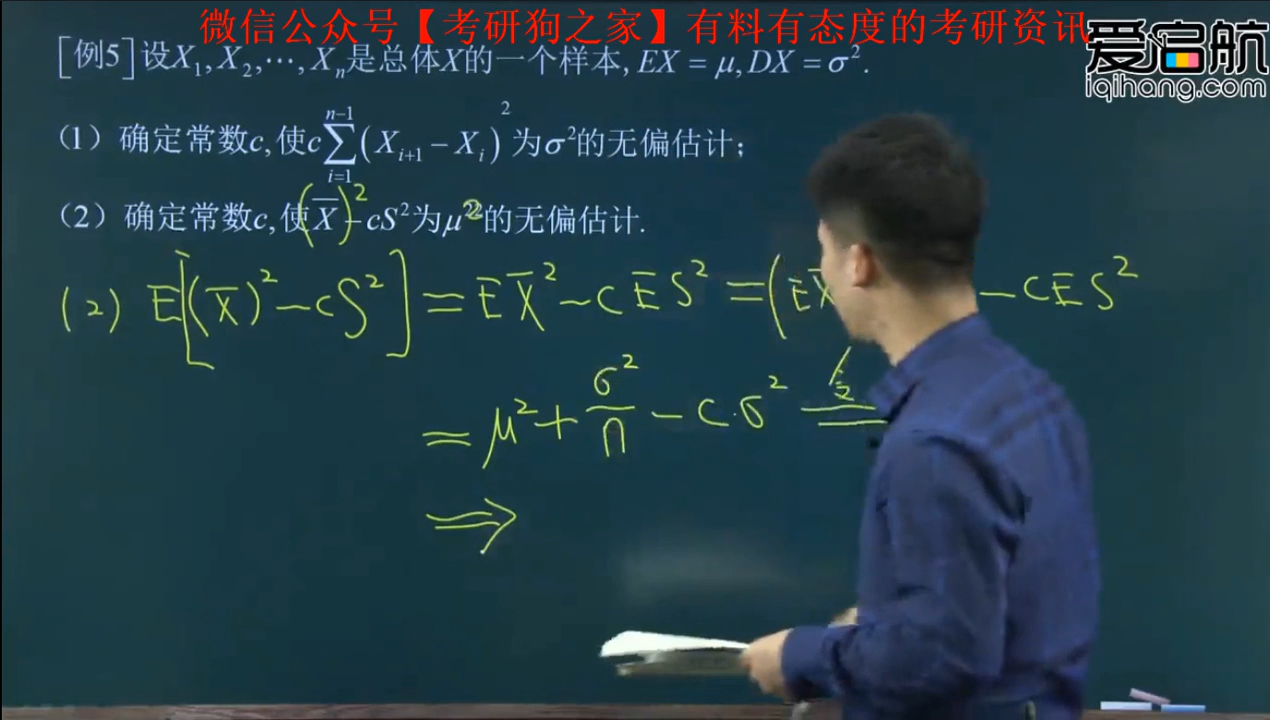 微信公众号【考研狗之家】有料有态度的考研资讯
爱启航
iqihang.com
[例5]设X₁,X₂,⋯,Xₙ是总体X的一个样本,EX=μ,DX=σ².
(1) 确定常数c,使c∑ᵢ₌₁ⁿ⁻¹(Xᵢ₊₁−Xᵢ)²为σ²的无偏估计;
(2) 确定常数c,使(X̄)²−cS²为μ²的无偏估计.
(2) E[(X̄)²−cS²]=EX̄²−cES²=(EX̄ −cES²
=μ²+σ²/n−c·σ²=
⇒